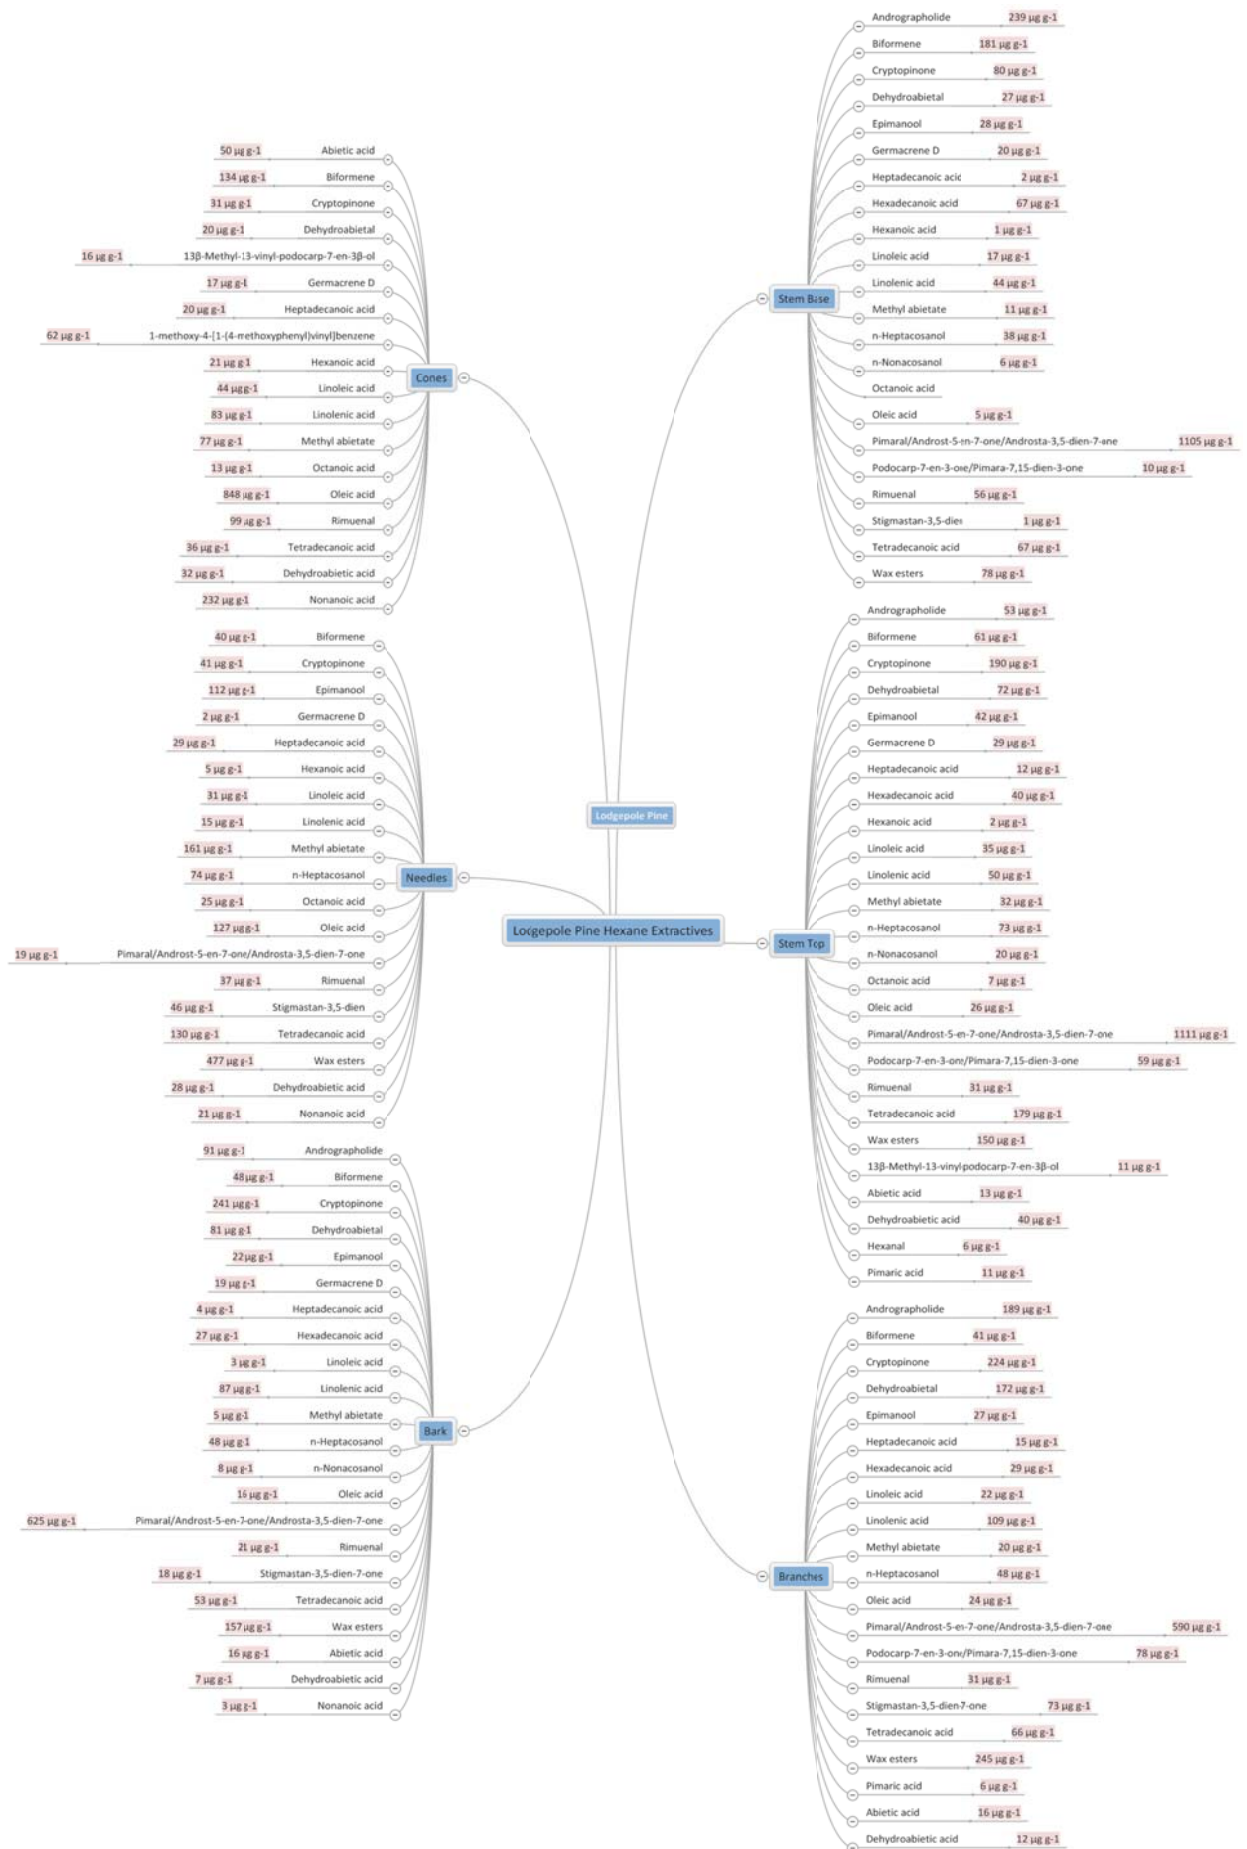 Lodgepole Pine
Lodgepole Pine Hexane Extractives
Stem Base
Andrographolide 239 µg g-1
Biformene 181 µg g-1
Cryptopinone 80 µg g-1
Dehydroabietal 27 µg g-1
Epimanool 28 µg g-1
Germacrene D 20 µg g-1
Heptadecanoic acid 2 µg g-1
Hexadecanoic acid 67 µg g-1
Hexanoic acid 1 µg g-1
Linoleic acid 17 µg g-1
Linolenic acid 44 µg g-1
Methyl abietate 11 µg g-1
n-Heptacosanol 38 µg g-1
n-Nonacosanol 6 µg g-1
Octanoic acid
Oleic acid 5 µg g-1
Pimaral/Androst-5-en-7-one/Androsta-3,5-dien-7-one 1105 µg g-1
Podocarp-7-en-3-one/Pimara-7,15-dien-3-one 10 µg g-1
Rimuenal 56 µg g-1
Stigmastan-3,5-dien 1 µg g-1
Tetradecanoic acid 67 µg g-1
Wax esters 78 µg g-1
Stem Top
Andrographolide 53 µg g-1
Biformene 61 µg g-1
Cryptopinone 190 µg g-1
Dehydroabietal 72 µg g-1
Epimanool 42 µg g-1
Germacrene D 29 µg g-1
Heptadecanoic acid 12 µg g-1
Hexadecanoic acid 40 µg g-1
Hexanoic acid 2 µg g-1
Linoleic acid 35 µg g-1
Linolenic acid 50 µg g-1
Methyl abietate 32 µg g-1
n-Heptacosanol 73 µg g-1
n-Nonacosanol 20 µg g-1
Octanoic acid 7 µg g-1
Oleic acid 26 µg g-1
Pimaral/Androst-5-en-7-one/Androsta-3,5-dien-7-one 1111 µg g-1
Podocarp-7-en-3-one/Pimara-7,15-dien-3-one 59 µg g-1
Rimuenal 31 µg g-1
Tetradecanoic acid 179 µg g-1
Wax esters 150 µg g-1
13β-Methyl-13-vinyl-podocarp-7-en-3β-ol 11 µg g-1
Abietic acid 13 µg g-1
Dehydroabietic acid 40 µg g-1
Hexanal 6 µg g-1
Pimaric acid 11 µg g-1
Branches
Andrographolide 189 µg g-1
Biformene 41 µg g-1
Cryptopinone 224 µg g-1
Dehydroabietal 172 µg g-1
Epimanool 27 µg g-1
Heptadecanoic acid 15 µg g-1
Hexadecanoic acid 29 µg g-1
Linoleic acid 22 µg g-1
Linolenic acid 109 µg g-1
Methyl abietate 20 µg g-1
n-Heptacosanol 48 µg g-1
Oleic acid 24 µg g-1
Pimaral/Androst-5-en-7-one/Androsta-3,5-dien-7-one 590 µg g-1
Podocarp-7-en-3-one/Pimara-7,15-dien-3-one 78 µg g-1
Rimuenal 31 µg g-1
Stigmastan-3,5-dien-7-one 73 µg g-1
Tetradecanoic acid 66 µg g-1
Wax esters 245 µg g-1
Pimaric acid 6 µg g-1
Abietic acid 16 µg g-1
Dehydroabietic acid 12 µg g-1
Cones
50 µg g-1 Abietic acid
134 µg g-1 Biformene
31 µg g-1 Cryptopinone
20 µg g-1 Dehydroabietal
16 µg g-1 13β-Methyl-13-vinyl-podocarp-7-en-3β-ol
17 µg g-1 Germacrene D
20 µg g-1 Heptadecanoic acid
62 µg g-1 1-methoxy-4-[1-(4-methoxyphenyl)vinyl]benzene
21 µg g-1 Hexanoic acid
44 µg g-1 Linoleic acid
83 µg g-1 Linolenic acid
77 µg g-1 Methyl abietate
13 µg g-1 Octanoic acid
848 µg g-1 Oleic acid
99 µg g-1 Rimuenal
36 µg g-1 Tetradecanoic acid
32 µg g-1 Dehydroabietic acid
232 µg g-1 Nonanoic acid
Needles
40 µg g-1 Biformene
41 µg g-1 Cryptopinone
112 µg g-1 Epimanool
2 µg g-1 Germacrene D
29 µg g-1 Heptadecanoic acid
5 µg g-1 Hexanoic acid
31 µg g-1 Linoleic acid
15 µg g-1 Linolenic acid
161 µg g-1 Methyl abietate
74 µg g-1 n-Heptacosanol
25 µg g-1 Octanoic acid
127 µg g-1 Oleic acid
19 µg g-1 Pimaral/Androst-5-en-7-one/Androsta-3,5-dien-7-one
37 µg g-1 Rimuenal
46 µg g-1 Stigmastan-3,5-dien
130 µg g-1 Tetradecanoic acid
477 µg g-1 Wax esters
28 µg g-1 Dehydroabietic acid
21 µg g-1 Nonanoic acid
Bark
91 µg g-1 Andrographolide
48 µg g-1 Biformene
241 µg g-1 Cryptopinone
81 µg g-1 Dehydroabietal
22 µg g-1 Epimanool
19 µg g-1 Germacrene D
4 µg g-1 Heptadecanoic acid
27 µg g-1 Hexadecanoic acid
3 µg g-1 Linoleic acid
87 µg g-1 Linolenic acid
5 µg g-1 Methyl abietate
48 µg g-1 n-Heptacosanol
8 µg g-1 n-Nonacosanol
16 µg g-1 Oleic acid
625 µg g-1 Pimaral/Androst-5-en-7-one/Androsta-3,5-dien-7-one
21 µg g-1 Rimuenal
18 µg g-1 Stigmastan-3,5-dien-7-one
53 µg g-1 Tetradecanoic acid
157 µg g-1 Wax esters
16 µg g-1 Abietic acid
7 µg g-1 Dehydroabietic acid
3 µg g-1 Nonanoic acid